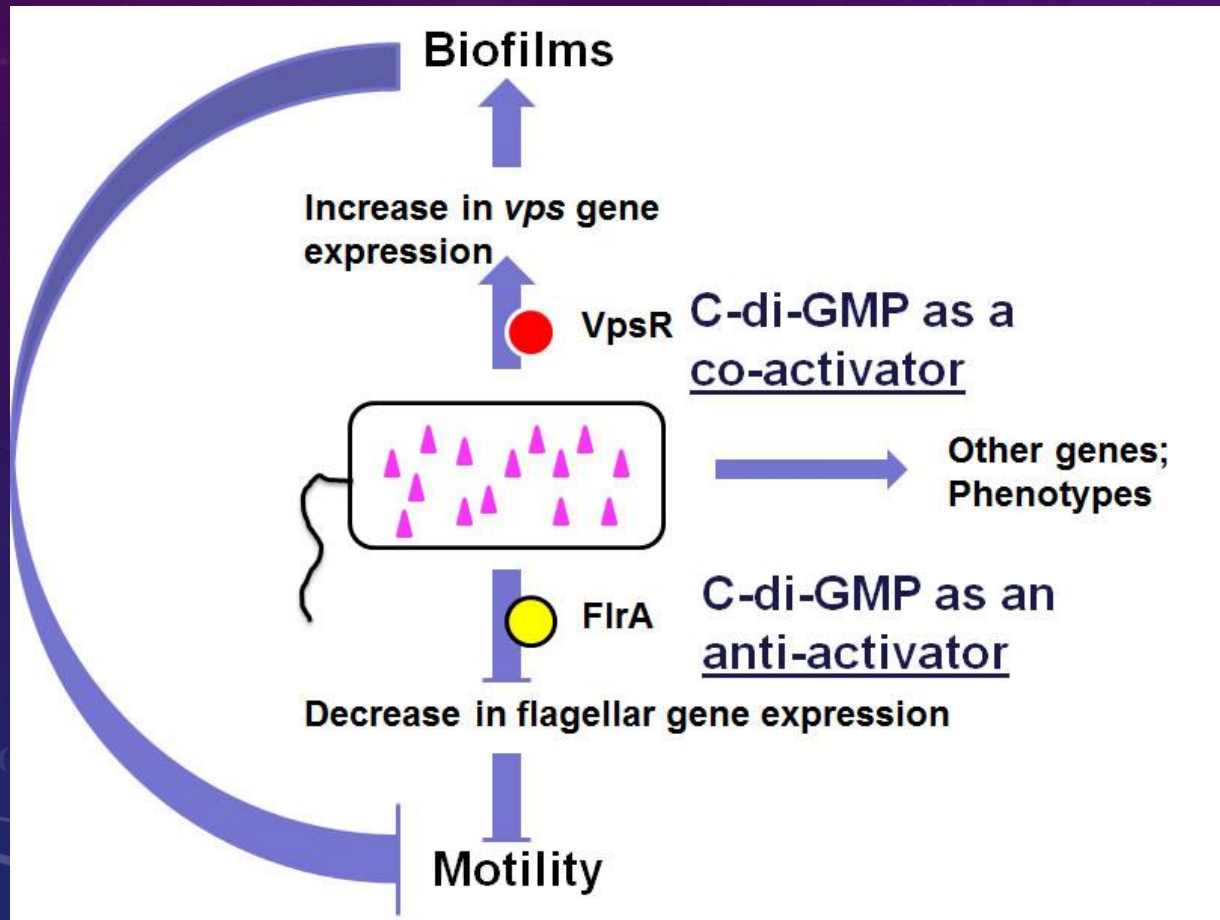 Biofilms
Increase in vps gene
expression
VpsR
C-di-GMP as a
co-activator
Other genes;
Phenotypes
FlrA
C-di-GMP as an
anti-activator
Decrease in flagellar gene expression
Motility